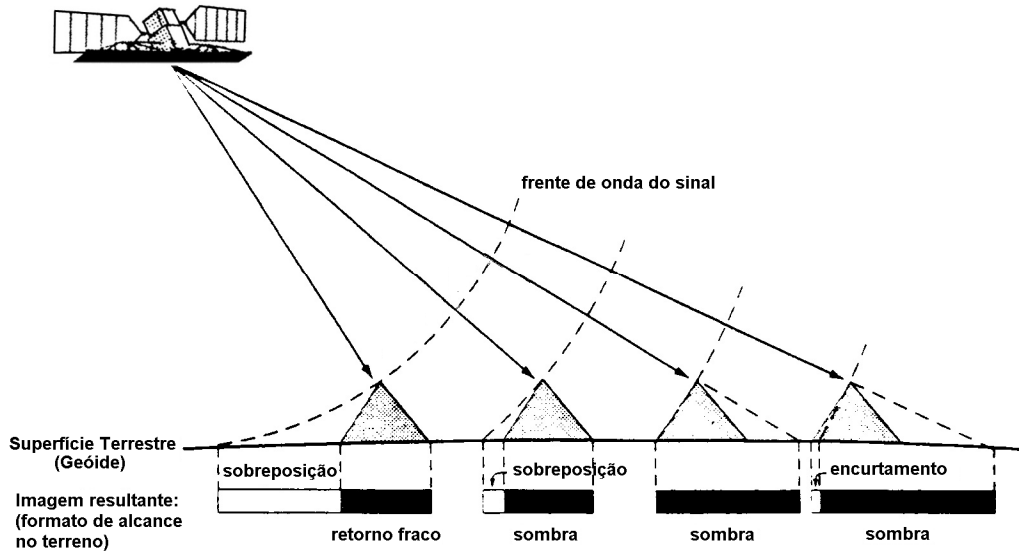 frente de onda do sinal
Superfície Terrestre
(Geóide)
sobreposição
sobreposição
encurtamento
Imagem resultante:
(formato de alcance
no terreno)
retorno fraco
sombra
sombra
sombra